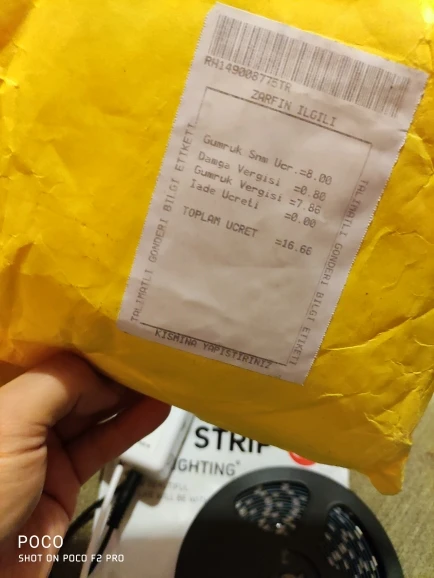 RR149008775TR
ZARFIN ILGILI
Gumruk Snm Ucr.=8.00
Damga Vergisi =0.80
Gumruk Vergisi =7.86
Iade Ucreti =0.00
TOPLAM UCRET =16.66
KISMINA YAPISTIRINIZ
TALIMATLI GONDERI BILGI ETIKETI
TALIMATLI GONDERI BILGI ETIKETI
STRIP
LIGHTING
POCO
SHOT ON POCO F2 PRO